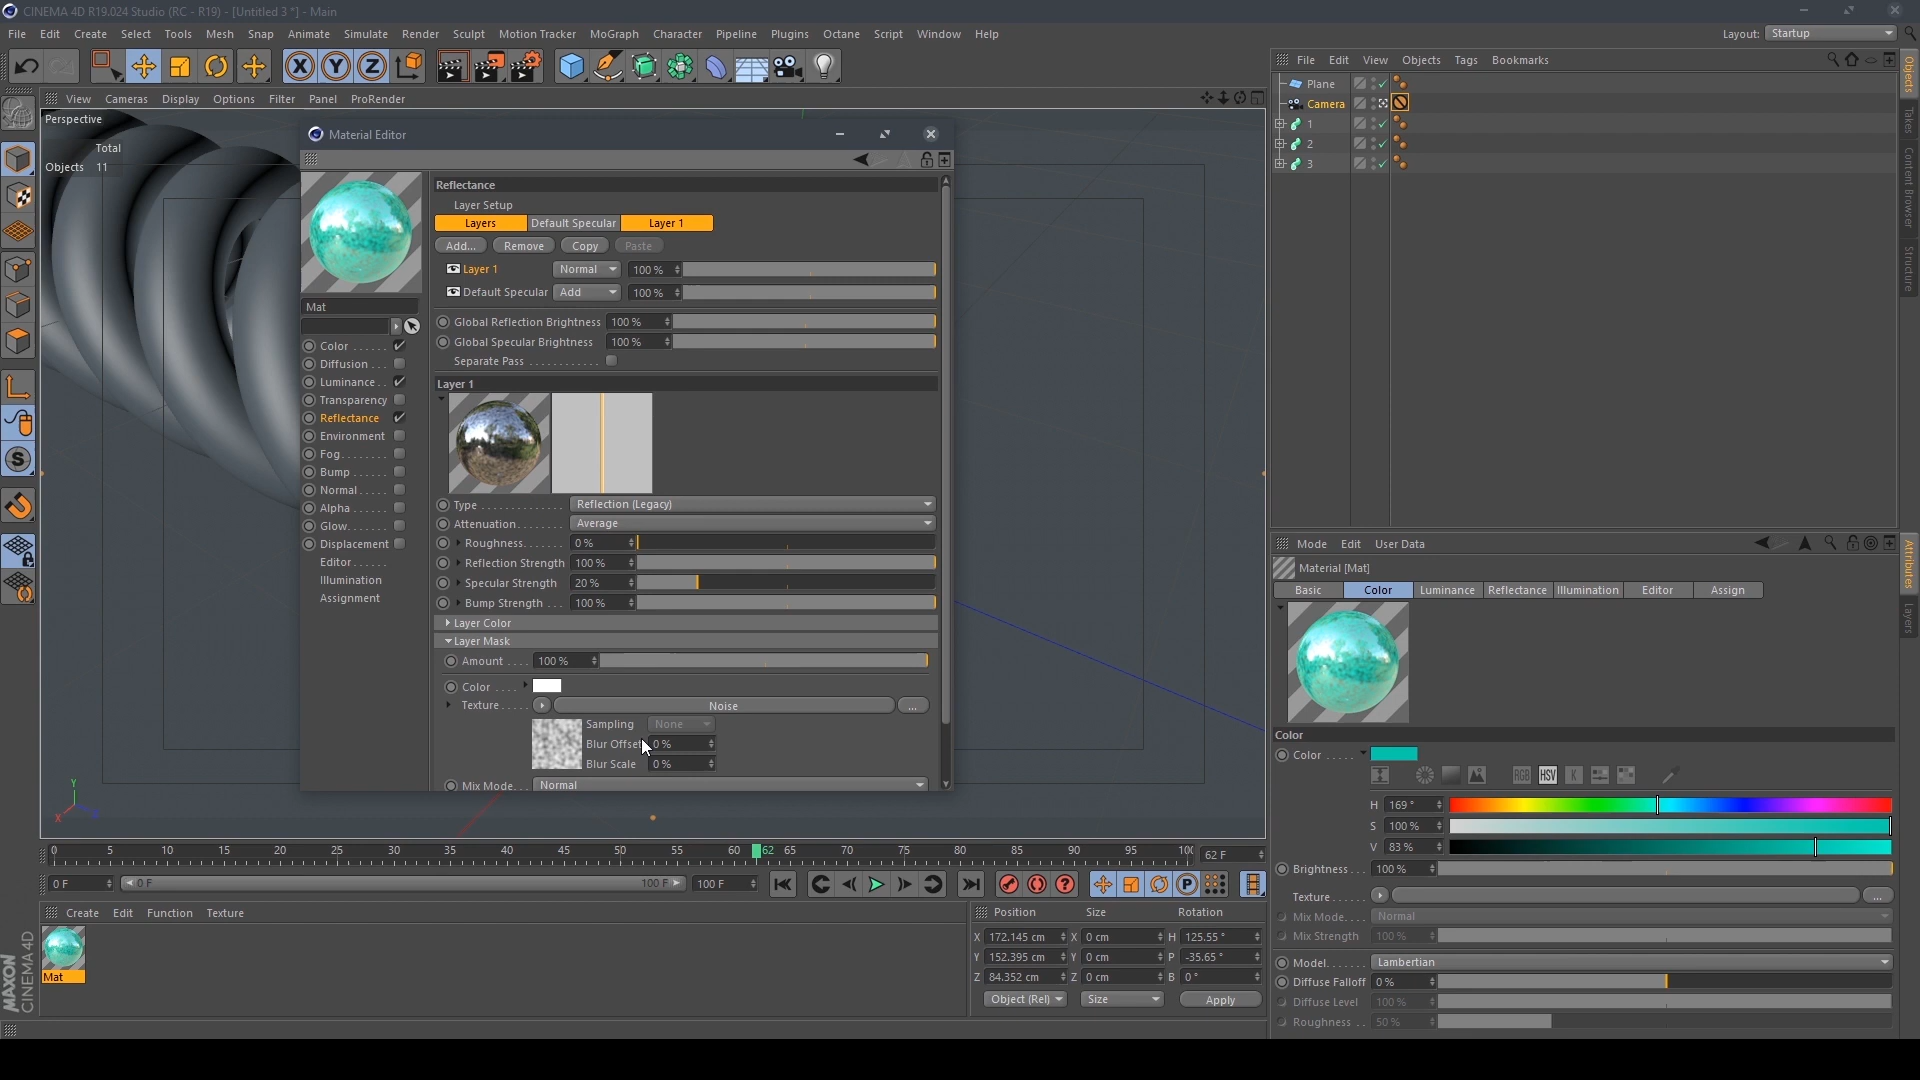 CINEMA 4D R19.024 Studio (RC - R19) - [Untitled 3 *] - Main
File Edit Create Select Tools Mesh Snap Animate Simulate Render Sculpt Motion Tracker MoGraph Character Pipeline Plugins Octane Script Window Help
Layout: Startup
View Cameras Display Options Filter Panel ProRender
File Edit View Objects Tags Bookmarks
Perspective
Total
Objects 11
Plane
Camera
1
2
3
Objects
Takes
Content Browser
Structure
Material Editor
Mat
Color ......
Diffusion ...
Luminance ..
Transparency
Reflectance
Environment
Fog.......
Bump ......
Normal .....
Alpha ......
Glow.......
Displacement
Editor......
Illumination
Assignment
Reflectance
Layer Setup
Layers Default Specular Layer 1
Add... Remove Copy Paste
Layer 1 Normal 100 %
Default Specular Add 100 %
Global Reflection Brightness 100 %
Global Specular Brightness 100 %
Separate Pass ............
Layer 1
Type ............. Reflection (Legacy)
Attenuation........ Average
Roughness....... 0 %
Reflection Strength 100 %
Specular Strength 20 %
Bump Strength ... 100 %
Layer Color
Layer Mask
Amount .... 100 %
Color ....
Texture..... Noise ...
Sampling None
Blur Offset 0 %
Blur Scale 0 %
Mix Mode... Normal
Y
X
0 5 10 15 20 25 30 35 40 45 50 55 60 62 65 70 75 80 85 90 95 100
62 F
0 F 0 F 100 F 100 F
Create Edit Function Texture
Mat
MAXON
CINEMA 4D
Position Size Rotation
X 172.145 cm X 0 cm H 125.55 °
Y 152.395 cm Y 0 cm P -35.65 °
Z 84.352 cm Z 0 cm B 0 °
Object (Rel) Size Apply
Mode Edit User Data
Material [Mat]
Basic Color Luminance Reflectance Illumination Editor Assign
Color
Color .....
RGB HSV K
H 169 °
S 100 %
V 83 %
Brightness... 100 %
Texture...... ...
Mix Mode.... Normal
Mix Strength 100 %
Model....... Lambertian
Diffuse Falloff 0 %
Diffuse Level 100 %
Roughness .. 50 %
Attributes
Layers